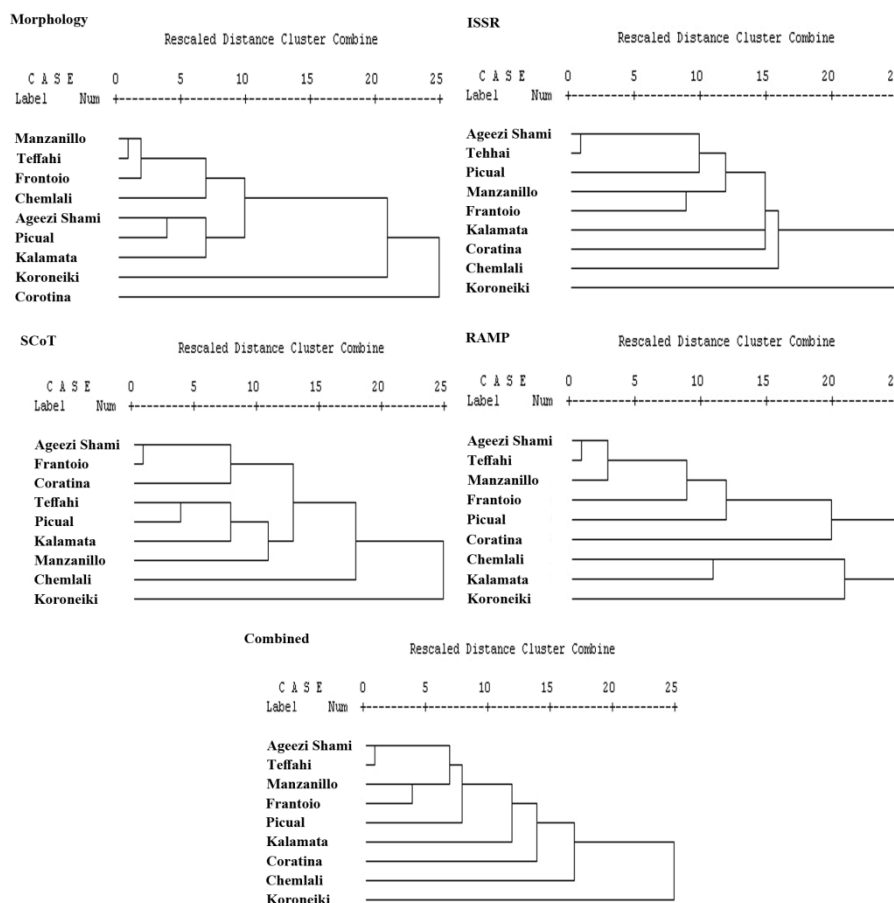 Morphology
Rescaled Distance Cluster Combine
C A S E 0 5 10 15 20 25
Label Num +---------+---------+---------+---------+---------+
Manzanillo
Teffahi
Frontoio
Chemlali
Ageezi Shami
Picual
Kalamata
Koroneiki
Corotina
ISSR
Rescaled Distance Cluster Combine
C A S E 0 5 10 15 20
Label Num +---------+---------+---------+---------+---------
Ageezi Shami
Tehhai
Picual
Manzanillo
Frantoio
Kalamata
Coratina
Chemlali
Koroneiki
SCoT
Rescaled Distance Cluster Combine
C A S E 0 5 10 15 20 25
Label Num +---------+---------+---------+---------+---------+
Ageezi Shami
Frantoio
Coratina
Teffahi
Picual
Kalamata
Manzanillo
Chemlali
Koroneiki
RAMP
Rescaled Distance Cluster Combine
C A S E 0 5 10 15 20
Label Num +---------+---------+---------+---------+---------
Ageezi Shami
Teffahi
Manzanillo
Frantoio
Picual
Coratina
Chemlali
Kalamata
Koroneiki
Combined
Rescaled Distance Cluster Combine
C A S E 0 5 10 15 20 25
Label Num +---------+---------+---------+---------+---------+
Ageezi Shami
Teffahi
Manzanillo
Frantoio
Picual
Kalamata
Coratina
Chemlali
Koroneiki